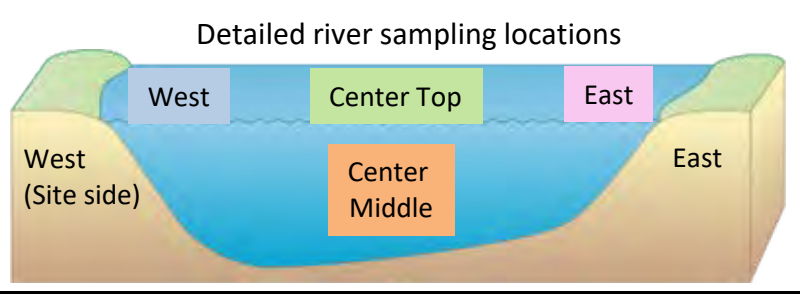 Detailed river sampling locations
West
Center Top
East
West
(Site side)
Center
Middle
East